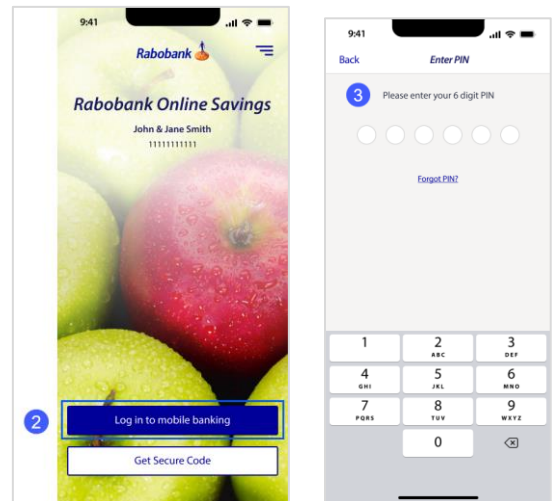 9:41
Rabobank
Rabobank Online Savings
John & Jane Smith
11111111111
2
Log in to mobile banking
Get Secure Code
9:41
Back Enter PIN
3 Please enter your 6 digit PIN
Forgot PIN?
1 2 3
ABC DEF
4 5 6
GHI JKL MNO
7 8 9
PQRS TUV WXYZ
0